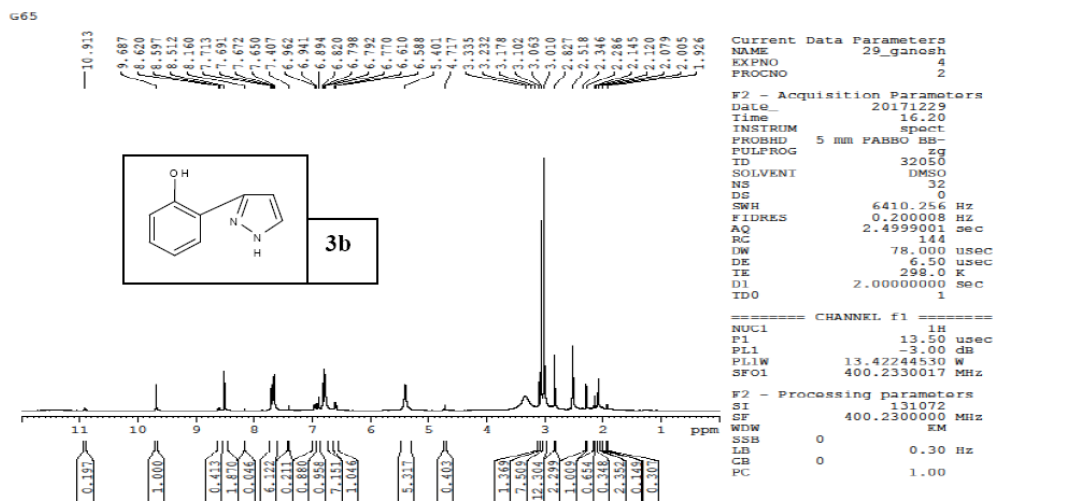 G65
10.913
9.687
8.620
8.597
8.512
8.160
7.713
7.691
7.672
7.650
7.407
6.962
6.941
6.894
6.820
6.798
6.792
6.770
6.610
6.588
5.401
4.717
3.335
3.232
3.178
3.102
3.063
3.010
2.827
2.518
2.346
2.286
2.145
2.120
2.079
2.005
1.926
OH
N
N
H
3b
11 10 9 8 7 6 5 4 3 2 1 ppm
0.197
1.000
0.413
1.870
0.046
6.122
0.211
0.880
0.958
7.151
1.046
5.317
0.403
1.369
7.509
12.304
2.299
1.009
0.654
0.348
2.352
0.149
0.307
Current Data Parameters
NAME 29_ganesh
EXPNO 4
PROCNO 2
F2 - Acquisition Parameters
Date_ 20171229
Time 16.20
INSTRUM spect
PROBHD 5 mm PABBO BB-
PULPROG zg
TD 32050
SOLVENT DMSO
NS 32
DS 0
SWH 6410.256 Hz
FIDRES 0.200008 Hz
AQ 2.4999001 sec
RG 144
DW 78.000 usec
DE 6.50 usec
TE 298.0 K
D1 2.00000000 sec
TD0 1
======== CHANNEL f1 ========
NUC1 1H
P1 13.50 usec
PL1 -3.00 dB
PL1W 13.42244530 W
SFO1 400.2330017 MHz
F2 - Processing parameters
SI 131072
SF 400.2300000 MHz
WDW EM
SSB 0
LB 0.30 Hz
GB 0
PC 1.00